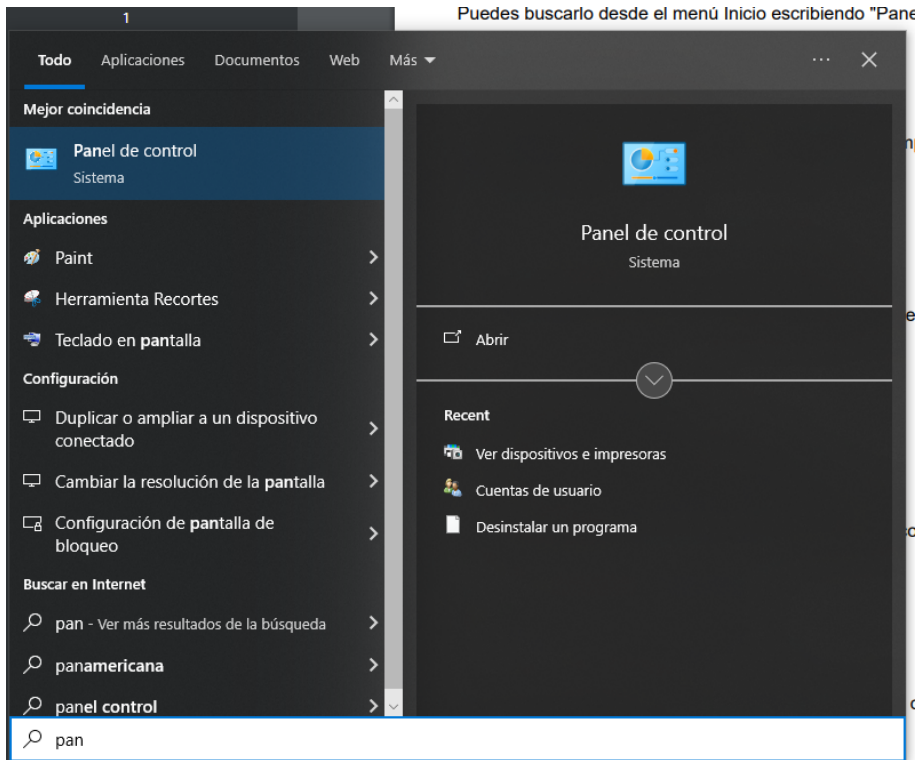 1
Puedes buscarlo desde el menú Inicio escribiendo "Pane
Todo Aplicaciones Documentos Web Más
Mejor coincidencia
Panel de control
Sistema
Aplicaciones
Paint
Herramienta Recortes
Teclado en pantalla
Configuración
Duplicar o ampliar a un dispositivo
conectado
Cambiar la resolución de la pantalla
Configuración de pantalla de
bloqueo
Buscar en Internet
pan - Ver más resultados de la búsqueda
panamericana
panel control
pan
Panel de control
Sistema
Abrir
Recent
Ver dispositivos e impresoras
Cuentas de usuario
Desinstalar un programa